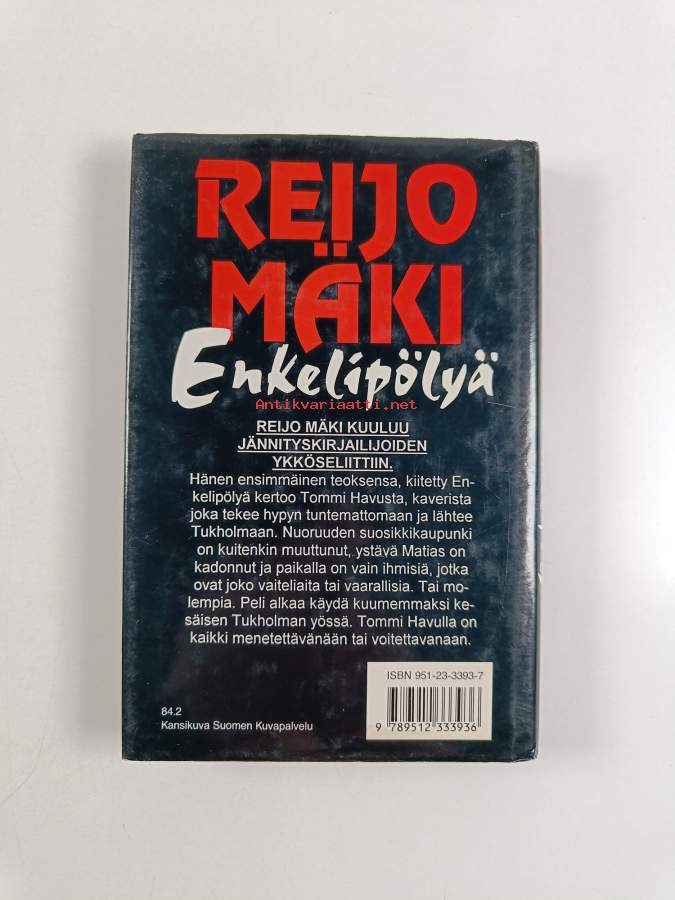 REIJO
MÄKI
Enkelipölyä
Antikvariaatti.net
REIJO MÄKI KUULUU
JÄNNITYSKIRJAILIJOIDEN
YKKÖSELIITTIIN.
Hänen ensimmäinen teoksensa, kiitetty En-
kelipölyä kertoo Tommi Havusta, kaverista
joka tekee hypyn tuntemattomaan ja lähtee
Tukholmaan. Nuoruuden suosikkikaupunki
on kuitenkin muuttunut, ystävä Matias on
kadonnut ja paikalla on vain ihmisiä, jotka
ovat joko vaiteliaita tai vaarallisia. Tai mo-
lempia. Peli alkaa käydä kuumemmaksi ke-
säisen Tukholman yössä. Tommi Havulla on
kaikki menetettävänään tai voitettavanaan.
ISBN 951-23-3393-7
84.2
Kansikuva Suomen Kuvapalvelu
9 789512 333936